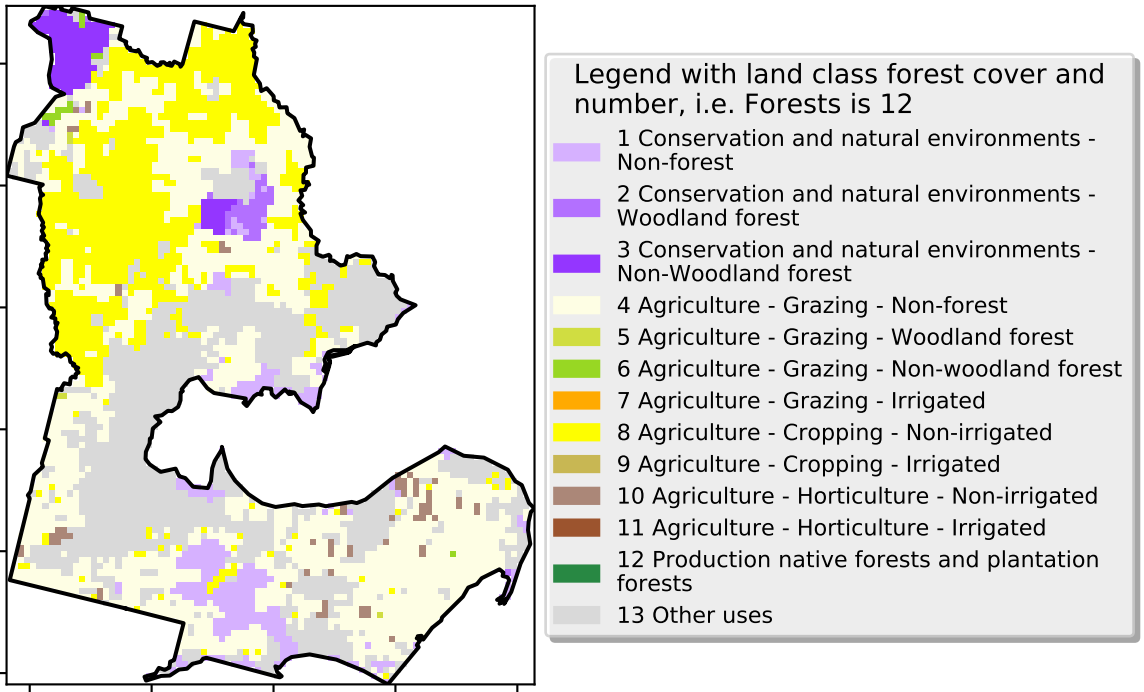 Legend with land class forest cover and
number, i.e. Forests is 12
1 Conservation and natural environments -
Non-forest
2 Conservation and natural environments -
Woodland forest
3 Conservation and natural environments -
Non-Woodland forest
4 Agriculture - Grazing - Non-forest
5 Agriculture - Grazing - Woodland forest
6 Agriculture - Grazing - Non-woodland forest
7 Agriculture - Grazing - Irrigated
8 Agriculture - Cropping - Non-irrigated
9 Agriculture - Cropping - Irrigated
10 Agriculture - Horticulture - Non-irrigated
11 Agriculture - Horticulture - Irrigated
12 Production native forests and plantation
forests
13 Other uses